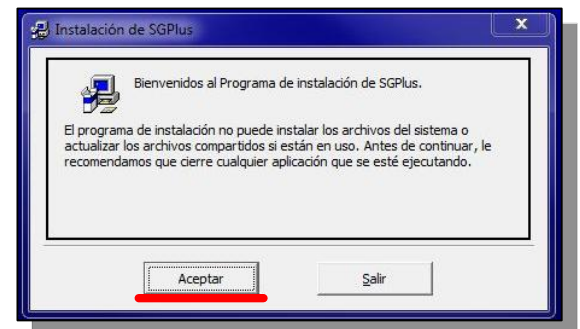 Instalación de SGPlus
x
Bienvenidos al Programa de instalación de SGPlus.
El programa de instalación no puede instalar los archivos del sistema o
actualizar los archivos compartidos si están en uso. Antes de continuar, le
recomendamos que cierre cualquier aplicación que se esté ejecutando.
Aceptar
Salir